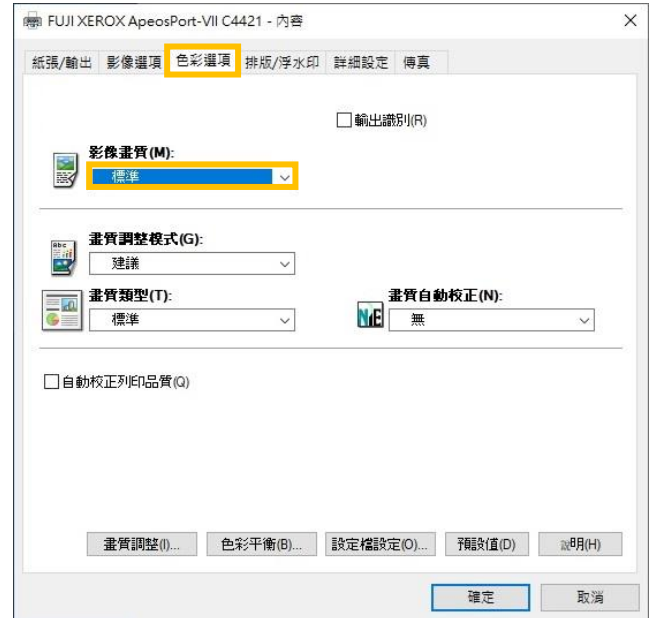 FUJI XEROX ApeosPort-VII C4421 - 內容
紙張/輸出 影像選項 色彩選項 排版/浮水印 詳細設定 傳真
輸出識別(R)
影像畫質(M):
標準
畫質調整模式(G):
建議
畫質類型(T):
標準
畫質自動校正(N):
無
自動校正列印品質(Q)
畫質調整(I)... 色彩平衡(B)... 設定檔設定(O)... 預設值(D) 說明(H)
確定 取消